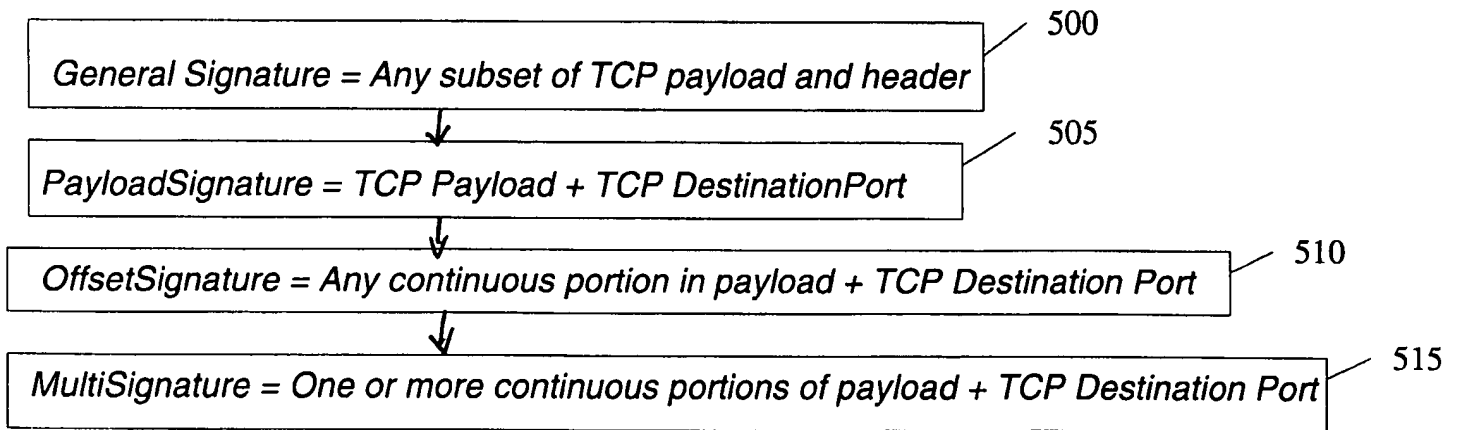 500
General Signature = Any subset of TCP payload and header
505
PayloadSignature = TCP Payload + TCP DestinationPort
510
OffsetSignature = Any continuous portion in payload + TCP Destination Port
515
MultiSignature = One or more continuous portions of payload + TCP Destination Port